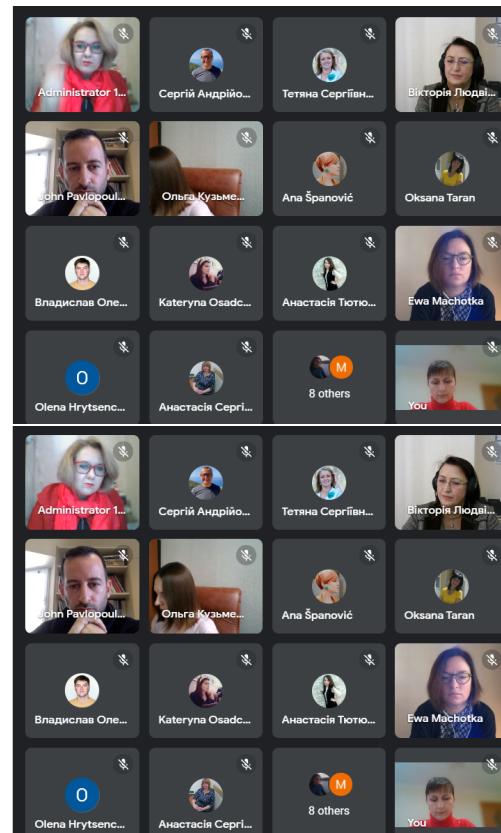 Administrator 1...
Сергій Андрійо...
Тетяна Сергіївн...
Вікторія Людві...
John Pavlopoul...
Ольга Кузьме...
Ana Španović
Oksana Taran
Владислав Оле...
Kateryna Osadc...
Анастасія Тютю...
Ewa Machotka
O
Olena Hrytsenc...
Анастасія Сергі...
M
8 others
You
Administrator 1...
Сергій Андрійо...
Тетяна Сергіївн...
Вікторія Людві...
John Pavlopoul...
Ольга Кузьме...
Ana Španović
Oksana Taran
Владислав Оле...
Kateryna Osadc...
Анастасія Тютю...
Ewa Machotka
O
Olena Hrytsenc...
Анастасія Сергі...
M
8 others
You